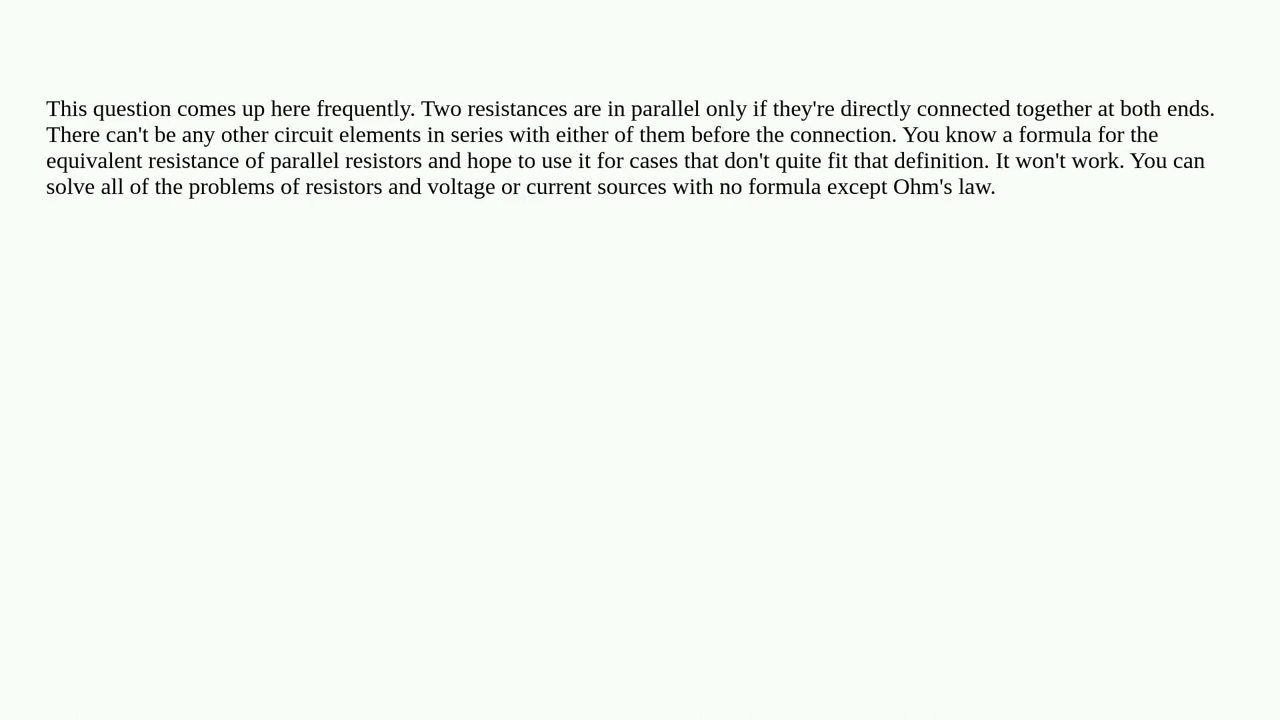 This question comes up here frequently. Two resistances are in parallel only if they're directly connected together at both ends.
There can't be any other circuit elements in series with either of them before the connection. You know a formula for the
equivalent resistance of parallel resistors and hope to use it for cases that don't quite fit that definition. It won't work. You can
solve all of the problems of resistors and voltage or current sources with no formula except Ohm's law.